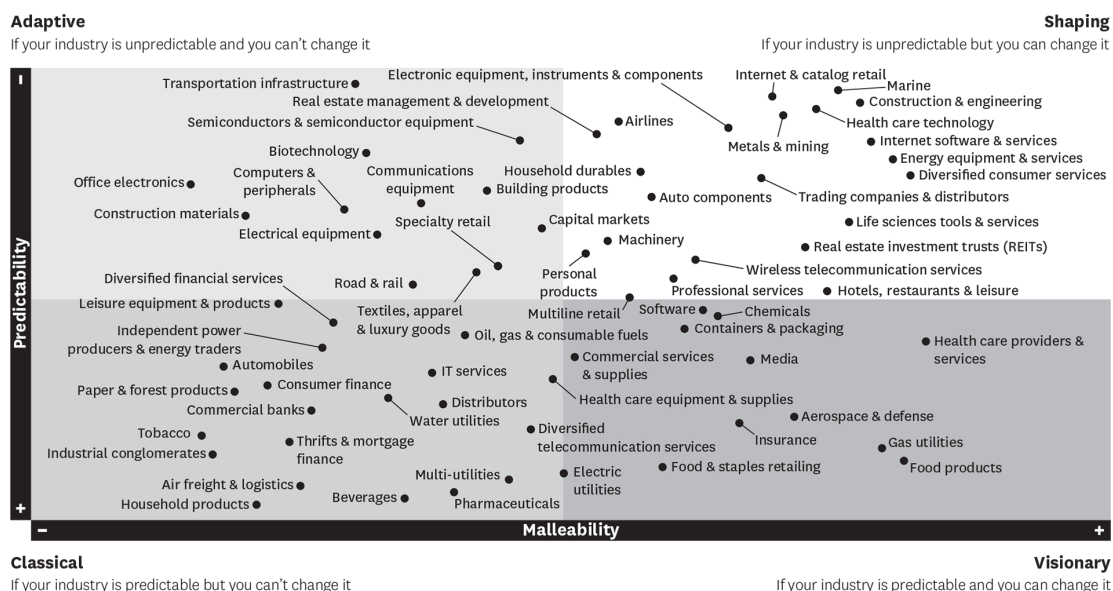 Adaptive
Shaping
If your industry is unpredictable and you can’t change it
If your industry is unpredictable but you can change it
Predictability
–
+
Transportation infrastructure
Electronic equipment, instruments & components
Internet & catalog retail
Marine
Real estate management & development
Construction & engineering
Semiconductors & semiconductor equipment
Airlines
Health care technology
Metals & mining
Internet software & services
Biotechnology
Energy equipment & services
Communications
equipment
Household durables
Diversified consumer services
Computers &
peripherals
Office electronics
Building products
Auto components
Trading companies & distributors
Construction materials
Specialty retail
Capital markets
Life sciences tools & services
Electrical equipment
Machinery
Real estate investment trusts (REITs)
Personal
products
Wireless telecommunication services
Diversified financial services
Road & rail
Professional services
Hotels, restaurants & leisure
Leisure equipment & products
Textiles, apparel
& luxury goods
Multiline retail
Software
Chemicals
Independent power
producers & energy traders
Oil, gas & consumable fuels
Containers & packaging
Health care providers &
services
Automobiles
IT services
Commercial services
& supplies
Media
Paper & forest products
Consumer finance
Health care equipment & supplies
Commercial banks
Water utilities
Distributors
Aerospace & defense
Tobacco
Thrifts & mortgage
finance
Diversified
telecommunication services
Insurance
Gas utilities
Industrial conglomerates
Food & staples retailing
Food products
Air freight & logistics
Multi-utilities
Electric
utilities
Household products
Beverages
Pharmaceuticals
–
Malleability
+
Classical
Visionary
If your industry is predictable but you can’t change it
If your industry is predictable and you can change it